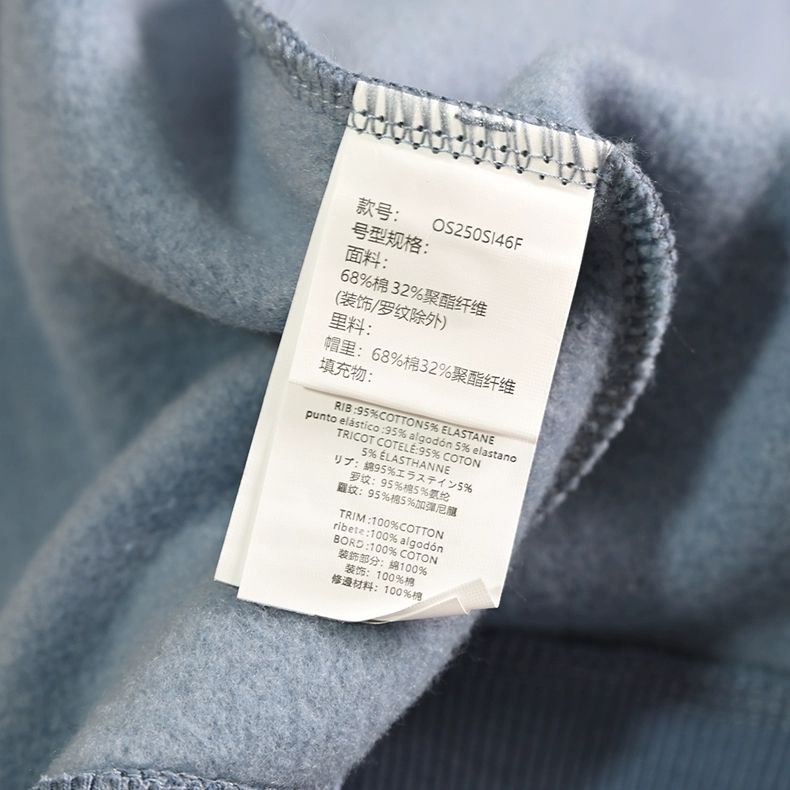 款号： OS250SI46F
号型规格：
面料：
68%棉 32%聚酯纤维
(装饰/罗纹除外)
里料：
帽里：68%棉32%聚酯纤维
填充物：
RIB:95%COTTON5% ELASTANE
punto elástico :95% algodón 5% elastano
TRICOT COTELÉ:95% COTON
5% ÉLASTHANNE
リブ：綿95%エラステイン5%
罗纹：95%棉5%氨纶
羅纹：95%棉5%加彈尼龍
TRIM :100%COTTON
ribete :100% algodón
BORD :100% COTON
装飾部分；綿100%
装饰：100%棉
修邊材料：100%棉